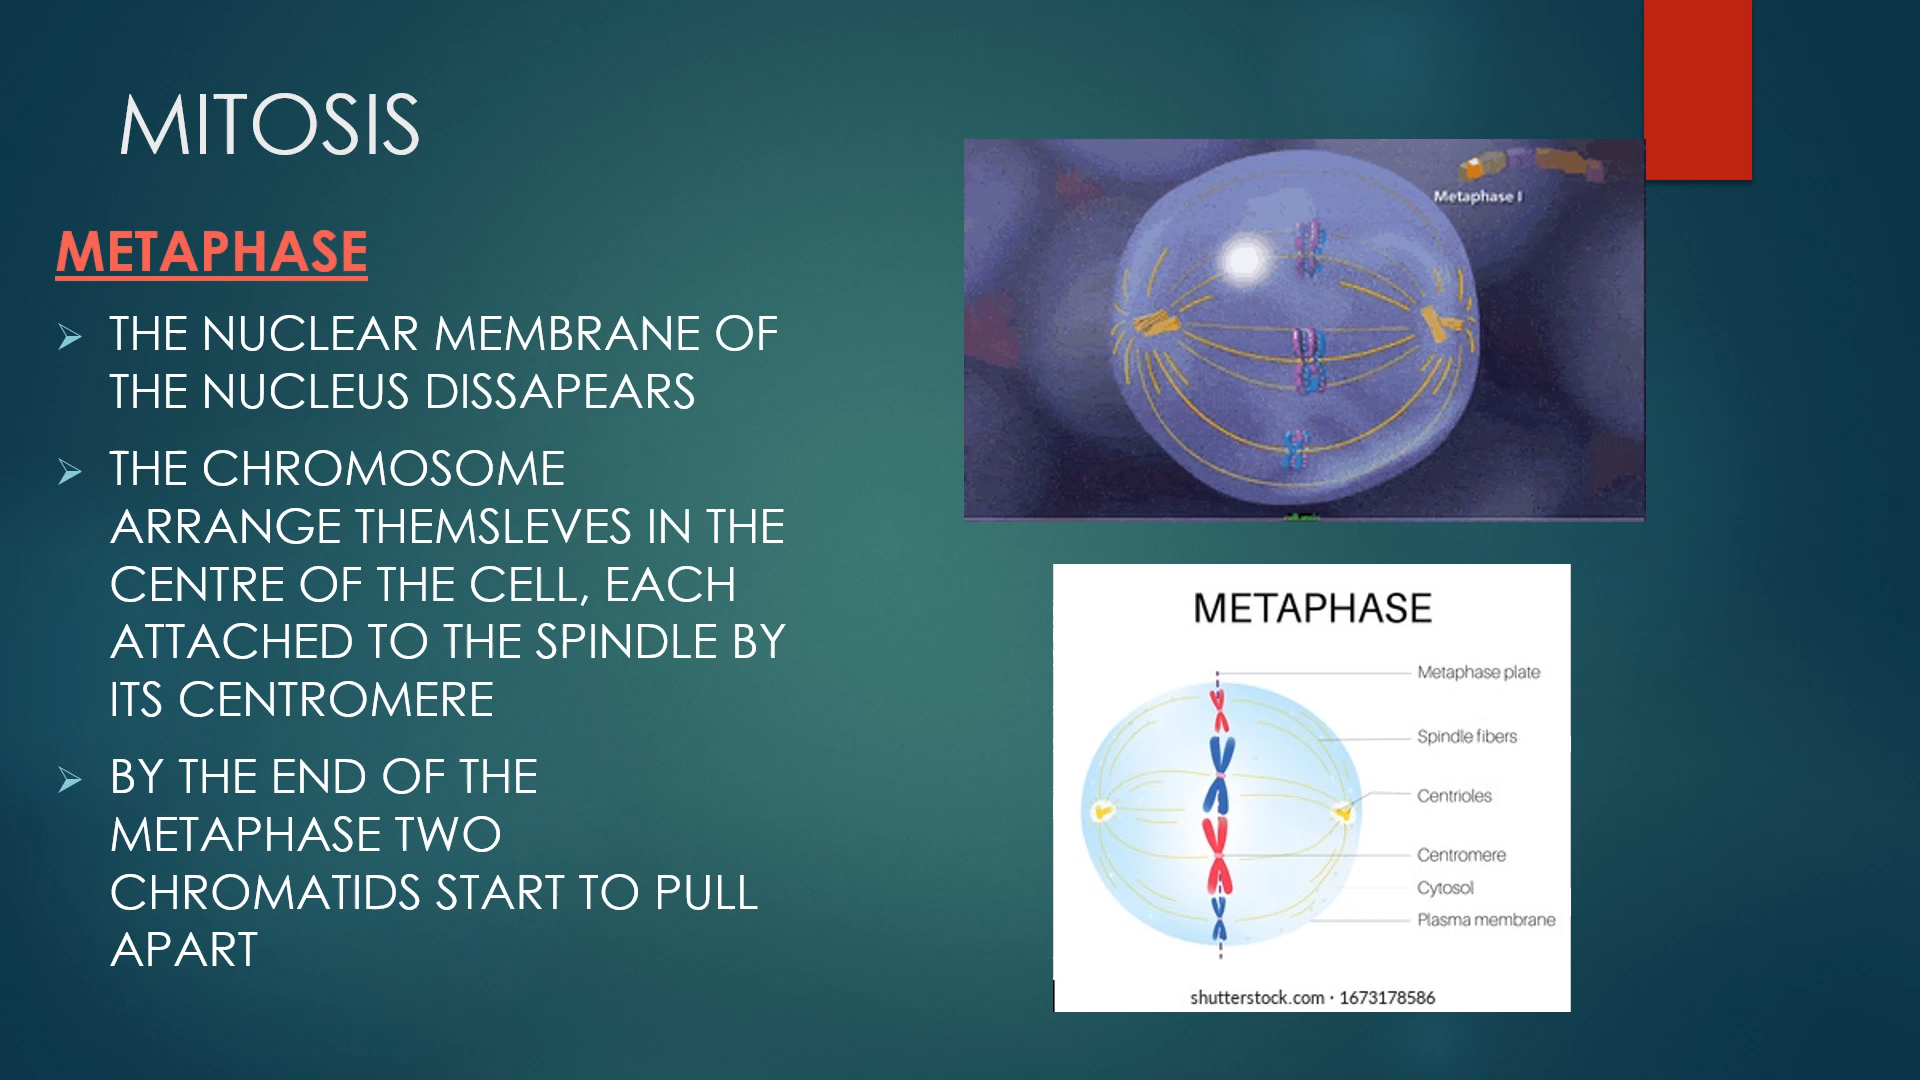 MITOSIS
METAPHASE
THE NUCLEAR MEMBRANE OF
THE NUCLEUS DISSAPEARS
THE CHROMOSOME
ARRANGE THEMSLEVES IN THE
CENTRE OF THE CELL, EACH
ATTACHED TO THE SPINDLE BY
ITS CENTROMERE
BY THE END OF THE
METAPHASE TWO
CHROMATIDS START TO PULL
APART
Metaphase I
METAPHASE
Metaphase plate
Spindle fibers
Centrioles
Centromere
Cytosol
Plasma membrane
shutterstock.com · 1673178586